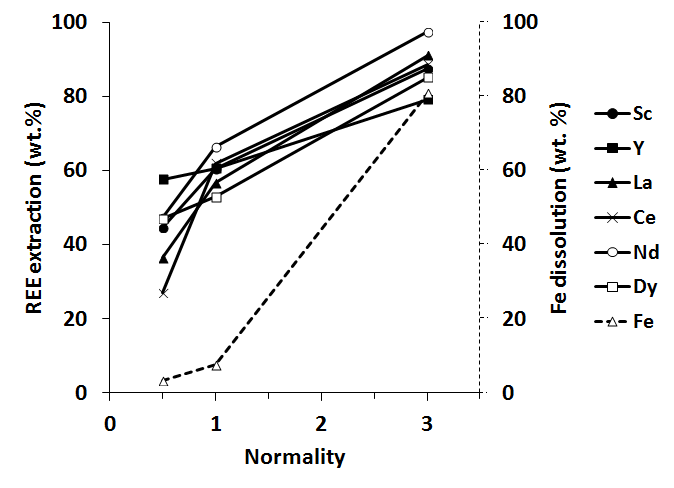 REE extraction (wt.%)
100
80
60
40
20
0
0
1
2
3
Normality
100
80
60
40
20
0
Fe dissolution (wt. %)
Sc
Y
La
Ce
Nd
Dy
Fe